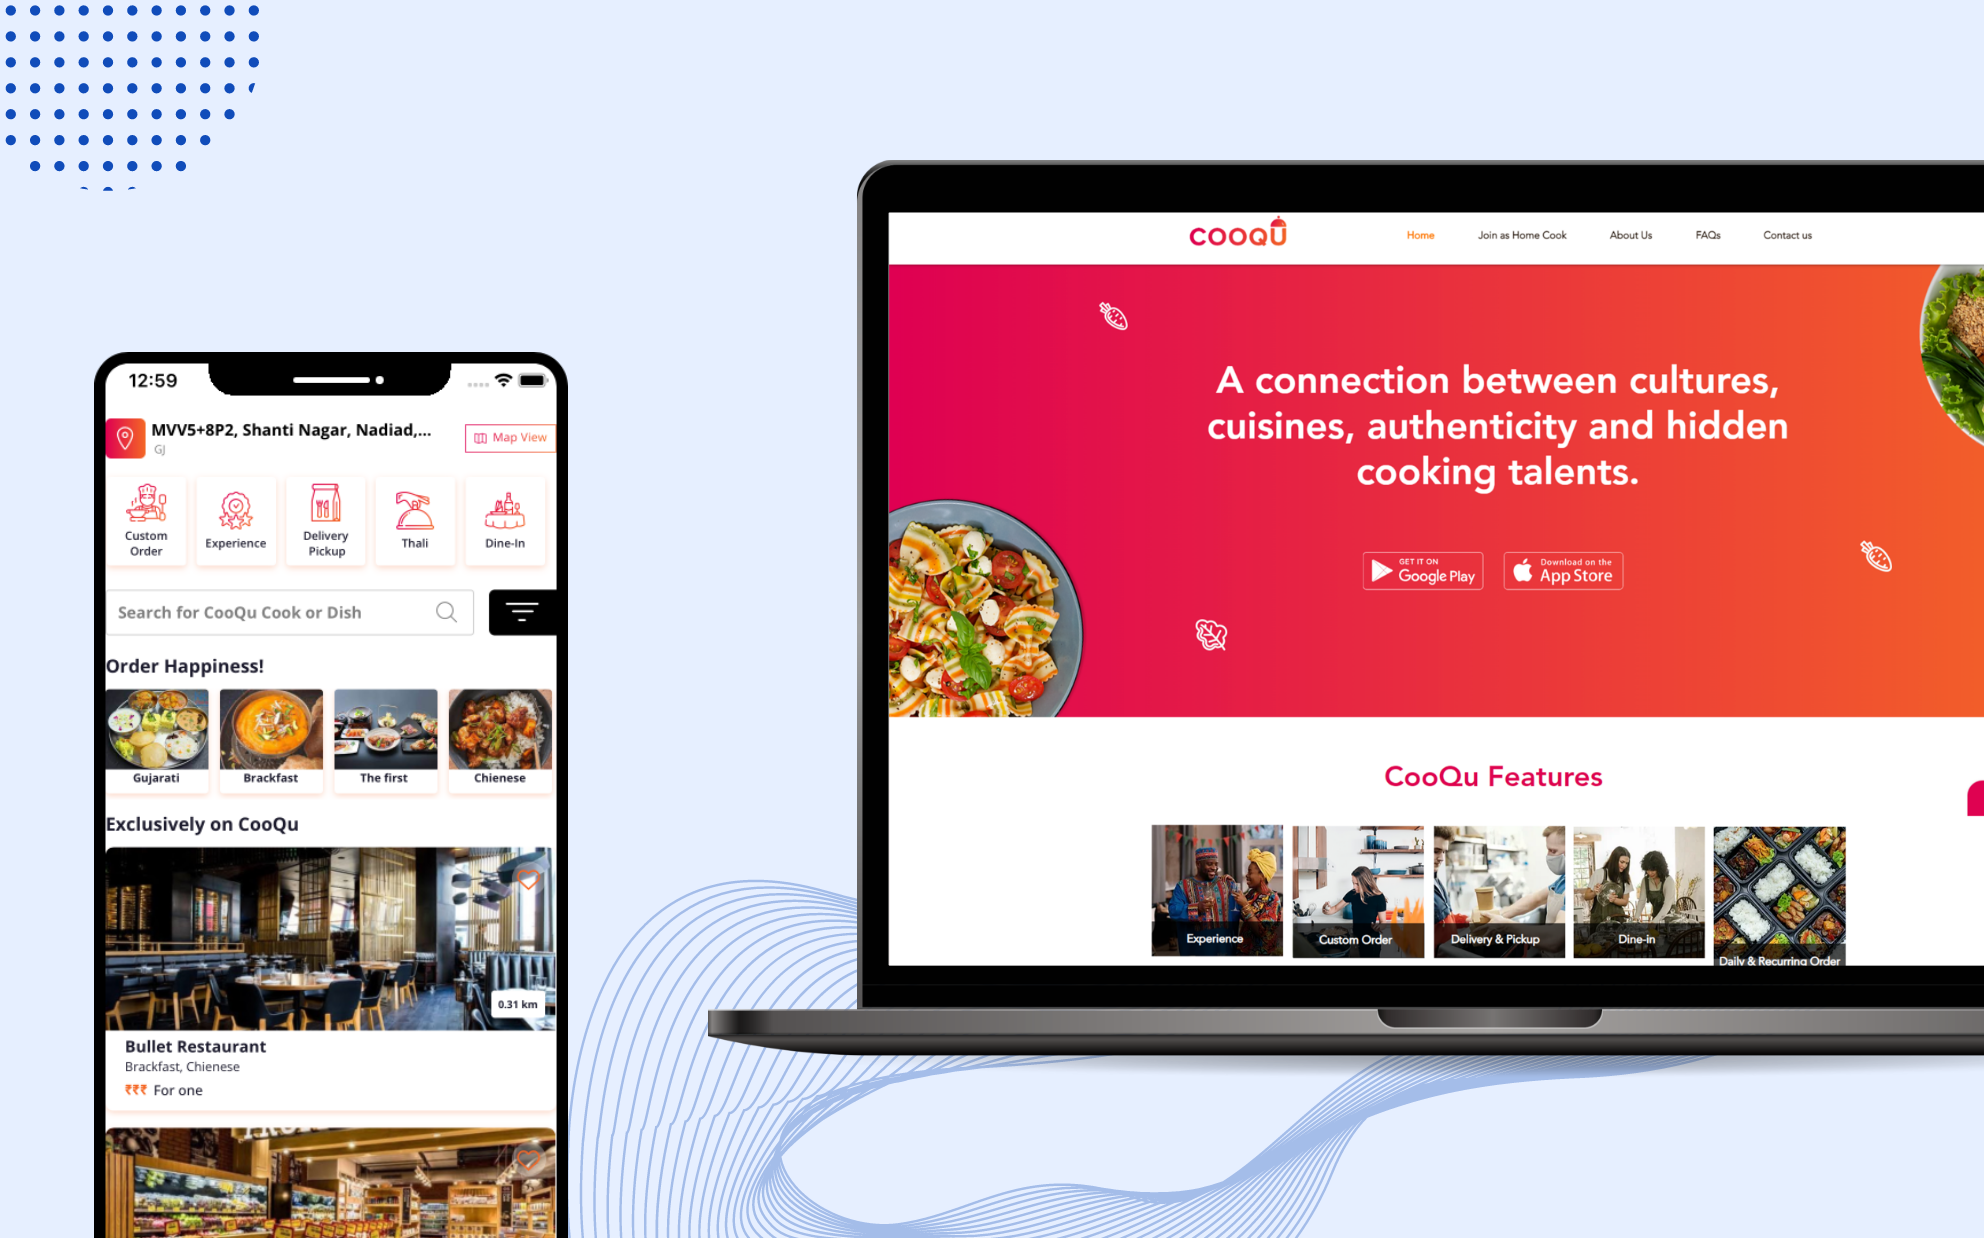 12:59
MVV5+8P2, Shanti Nagar, Nadiad,...
GJ
Map View
Custom
Order
Experience
Delivery
Pickup
Thali
Dine-In
Search for CooQu Cook or Dish
Order Happiness!
Gujarati
Brackfast
The first
Chienese
Exclusively on CooQu
0.31 km
Bullet Restaurant
Brackfast, Chienese
₹₹₹ For one
COOQU
Home
Join as Home Cook
About Us
FAQs
Contact us
A connection between cultures,
cuisines, authenticity and hidden
cooking talents.
GET IT ON
Google Play
Download on the
App Store
CooQu Features
Experience
Custom Order
Delivery & Pickup
Dine-in
Daily & Recurring Order